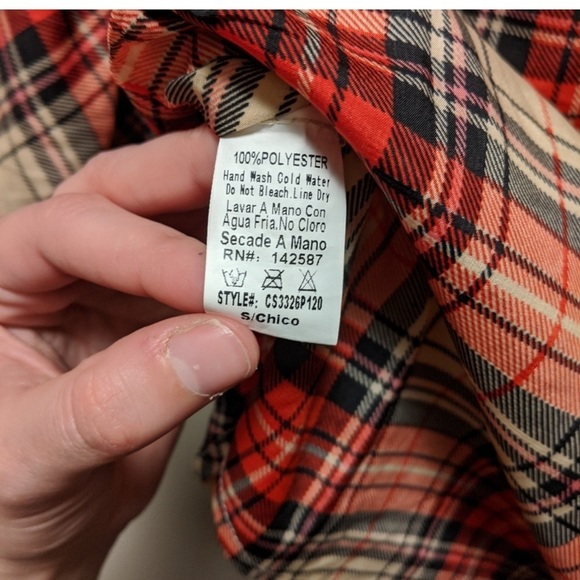 100%POLYESTER
Hand Wash Cold Water
Do Not Bleach.Line Dry
Lavar A Mano Con
Agua Fria.No Cloro
Secade A Mano
RN#: 142587
STYLE#: CS3326P120
S/Chico